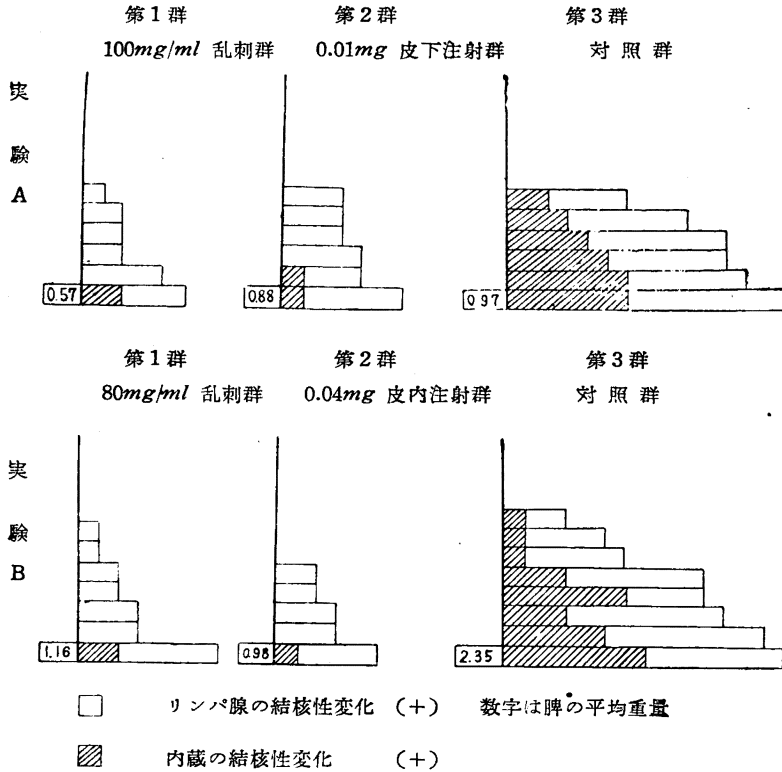 第1群 第2群 第3群
100mg/ml 乱刺群 0.01mg 皮下注射群 対照群
実験A
0.57 0.88 0.97
第1群 第2群 第3群
80mg/ml 乱刺群 0.04mg 皮内注射群 対照群
実験B
1.16 0.98 2.35
リンパ腺の結核性変化 (+) 数字は脾の平均重量
内蔵の結核性変化 (+)